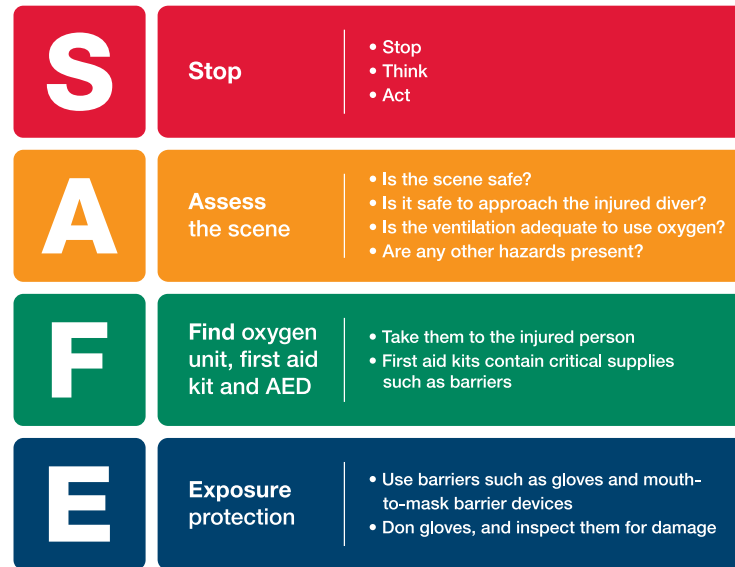 S
Stop
• Stop
• Think
• Act
A
Assess
the scene
• Is the scene safe?
• Is it safe to approach the injured diver?
• Is the ventilation adequate to use oxygen?
• Are any other hazards present?
F
Find oxygen
unit, first aid
kit and AED
• Take them to the injured person
• First aid kits contain critical supplies
such as barriers
E
Exposure
protection
• Use barriers such as gloves and mouth-
to-mask barrier devices
• Don gloves, and inspect them for damage